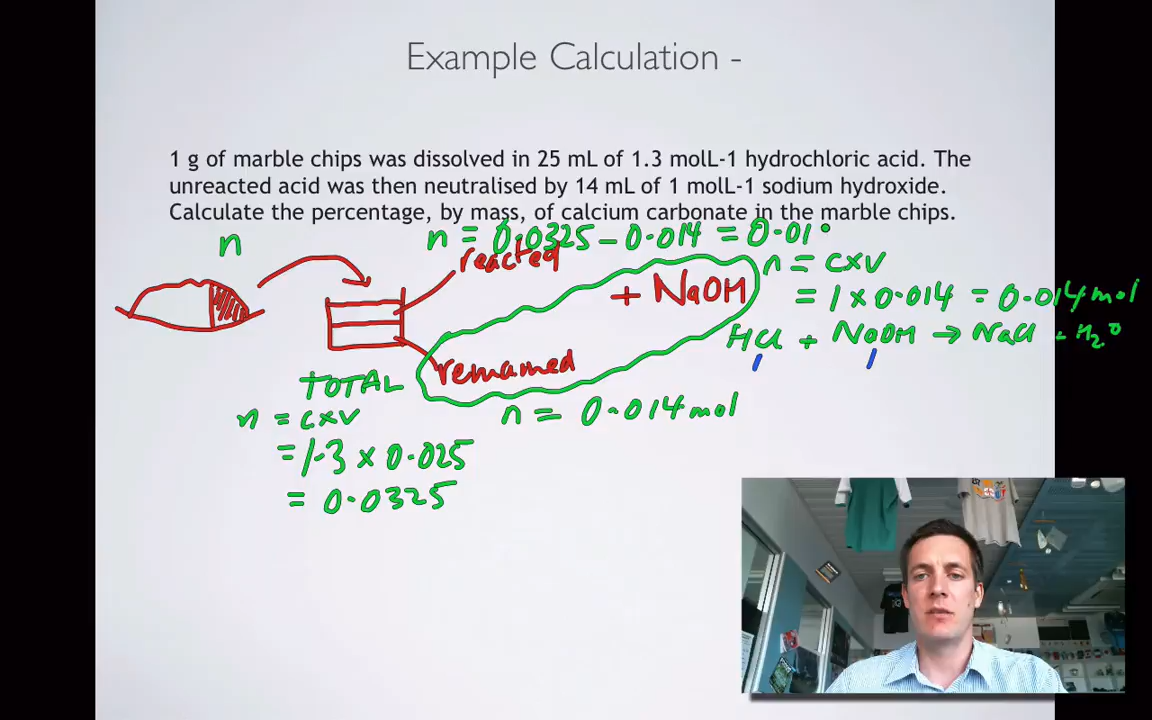 Example Calculation -
1 g of marble chips was dissolved in 25 mL of 1.3 molL-1 hydrochloric acid. The
unreacted acid was then neutralised by 14 mL of 1 molL-1 sodium hydroxide.
Calculate the percentage, by mass, of calcium carbonate in the marble chips.
n
n = 0.0325 - 0.014 = 0.01
reacted
n = cxv
+ NaOH
= 1 x 0.014 = 0.014 mol
HCl + NaOH → NaCl + H2O
remained
TOTAL
n = cxv
n = 0.014 mol
= 1.3 x 0.025
= 0.0325